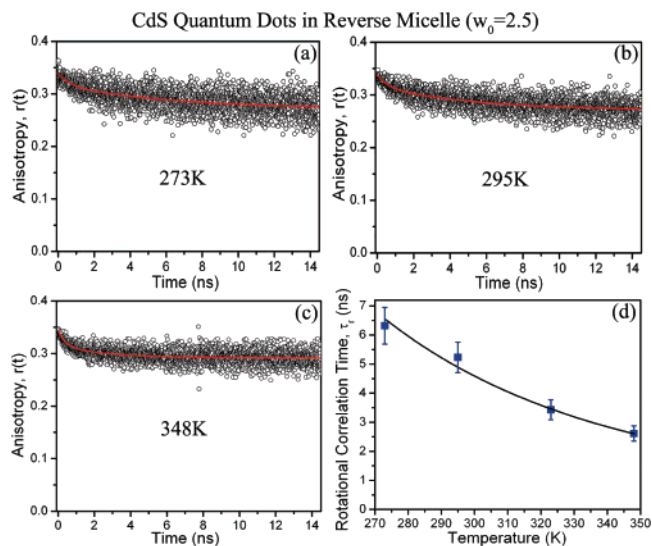 CdS Quantum Dots in Reverse Micelle (w₀=2.5)
(a)
0.4
0.3
0.2
0.1
0.0
Anisotropy, r(t)
273K
0 2 4 6 8 10 12 14
Time (ns)
(b)
0.4
0.3
0.2
0.1
0.0
Anisotropy, r(t)
295K
0 2 4 6 8 10 12 14
Time (ns)
(c)
0.4
0.3
0.2
0.1
0.0
Anisotropy, r(t)
348K
0 2 4 6 8 10 12 14
Time (ns)
(d)
7
6
5
4
3
2
1
0
Rotational Correlation Time, τᵣ (ns)
270 280 290 300 310 320 330 340 350
Temperature (K)